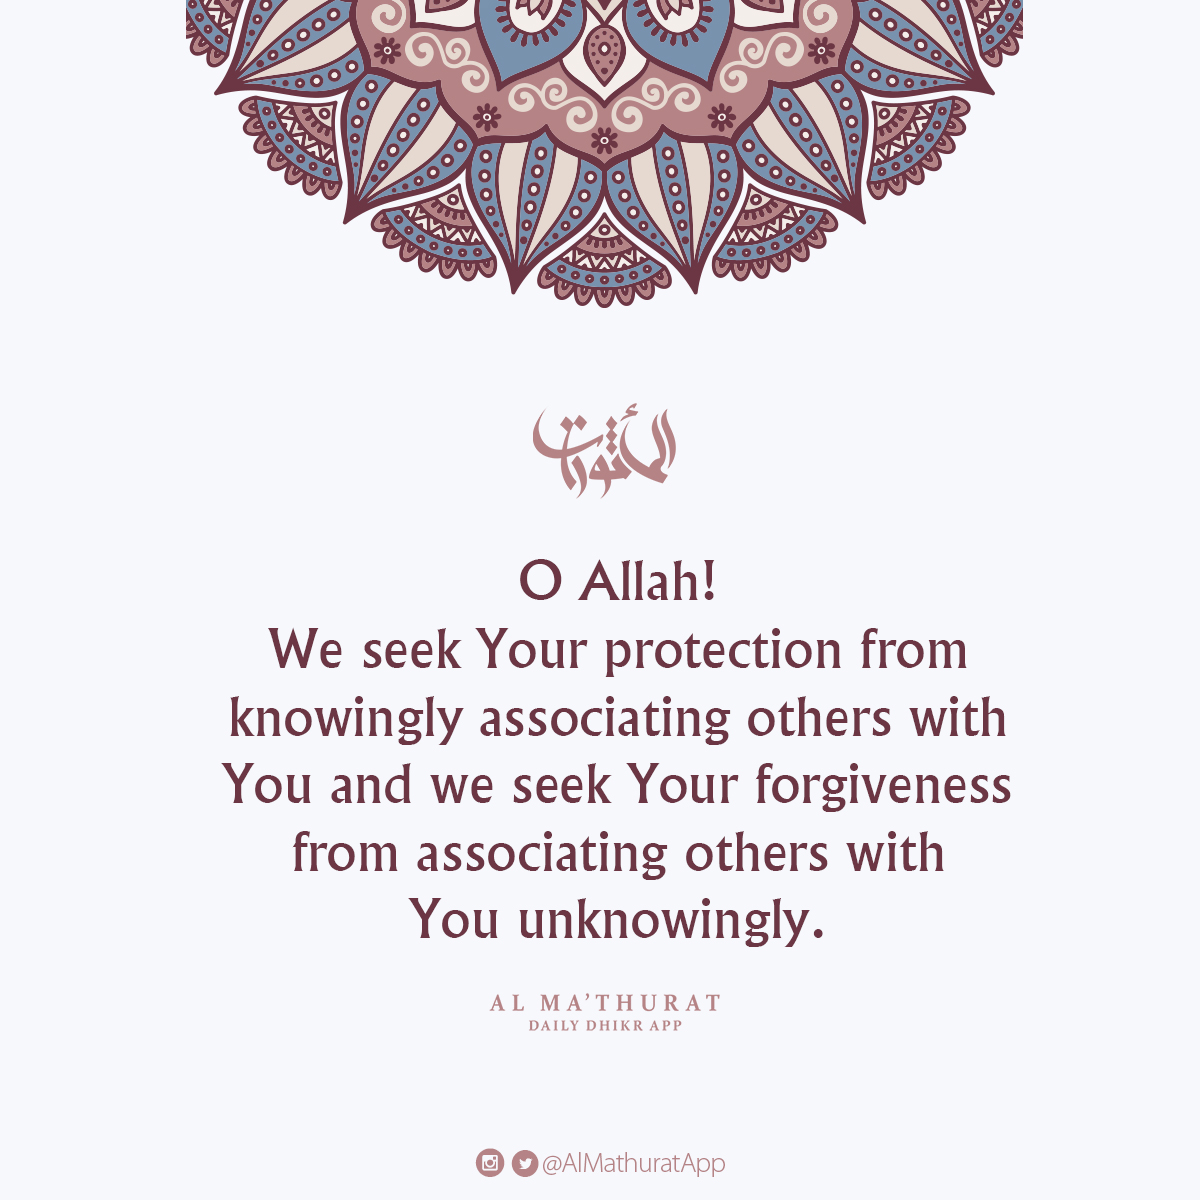 المأثورات
O Allah!
We seek Your protection from
knowingly associating others with
You and we seek Your forgiveness
from associating others with
You unknowingly.
AL MA’THURAT
DAILY DHIKR APP
@AlMathuratApp